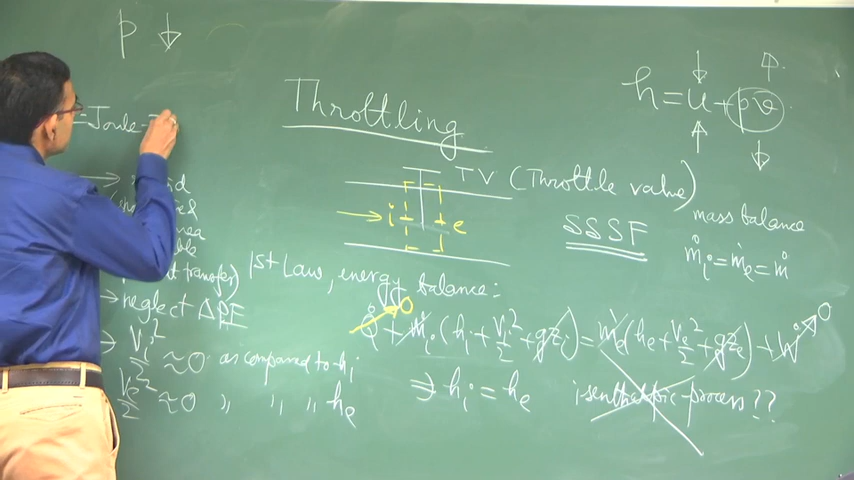 p ↓
Throttling
h = u + pv
= Joule-
TV (Throttle valve)
i e
SSSF
mass balance
ṁi = ṁe = ṁ
1st Law, energy balance:
Q̇ + ṁi (hi + Vi²/2 + gzi) = ṁe (he + Ve²/2 + gze) + Ẇ
0 0
→ neglect ΔPE
→ Vi²/2 ≈ 0 as compared to hi
Ve²/2 ≈ 0 " " " he
⇒ hi = he
isenthalpic process??